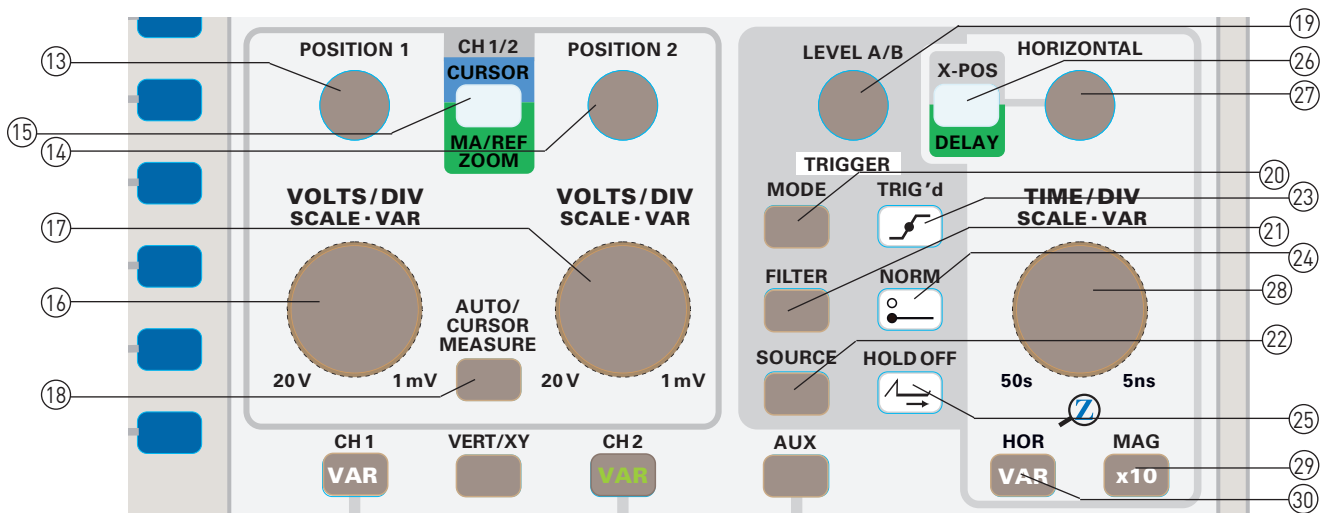 POSITION 1
CH 1/2
POSITION 2
CURSOR
MA/REF
ZOOM
LEVEL A/B
HORIZONTAL
X-POS
DELAY
TRIGGER
MODE
TRIG'd
VOLTS/DIV
SCALE · VAR
VOLTS/DIV
SCALE · VAR
TIME/DIV
SCALE · VAR
FILTER
NORM
AUTO/
CURSOR
MEASURE
SOURCE
HOLD OFF
20 V
1 mV
20 V
1 mV
50s
5ns
Z
CH 1
VERT/XY
CH 2
AUX
HOR
MAG
VAR
VAR
VAR
x10
13
15
14
17
16
18
19
26
27
20
23
21
24
28
22
25
29
30